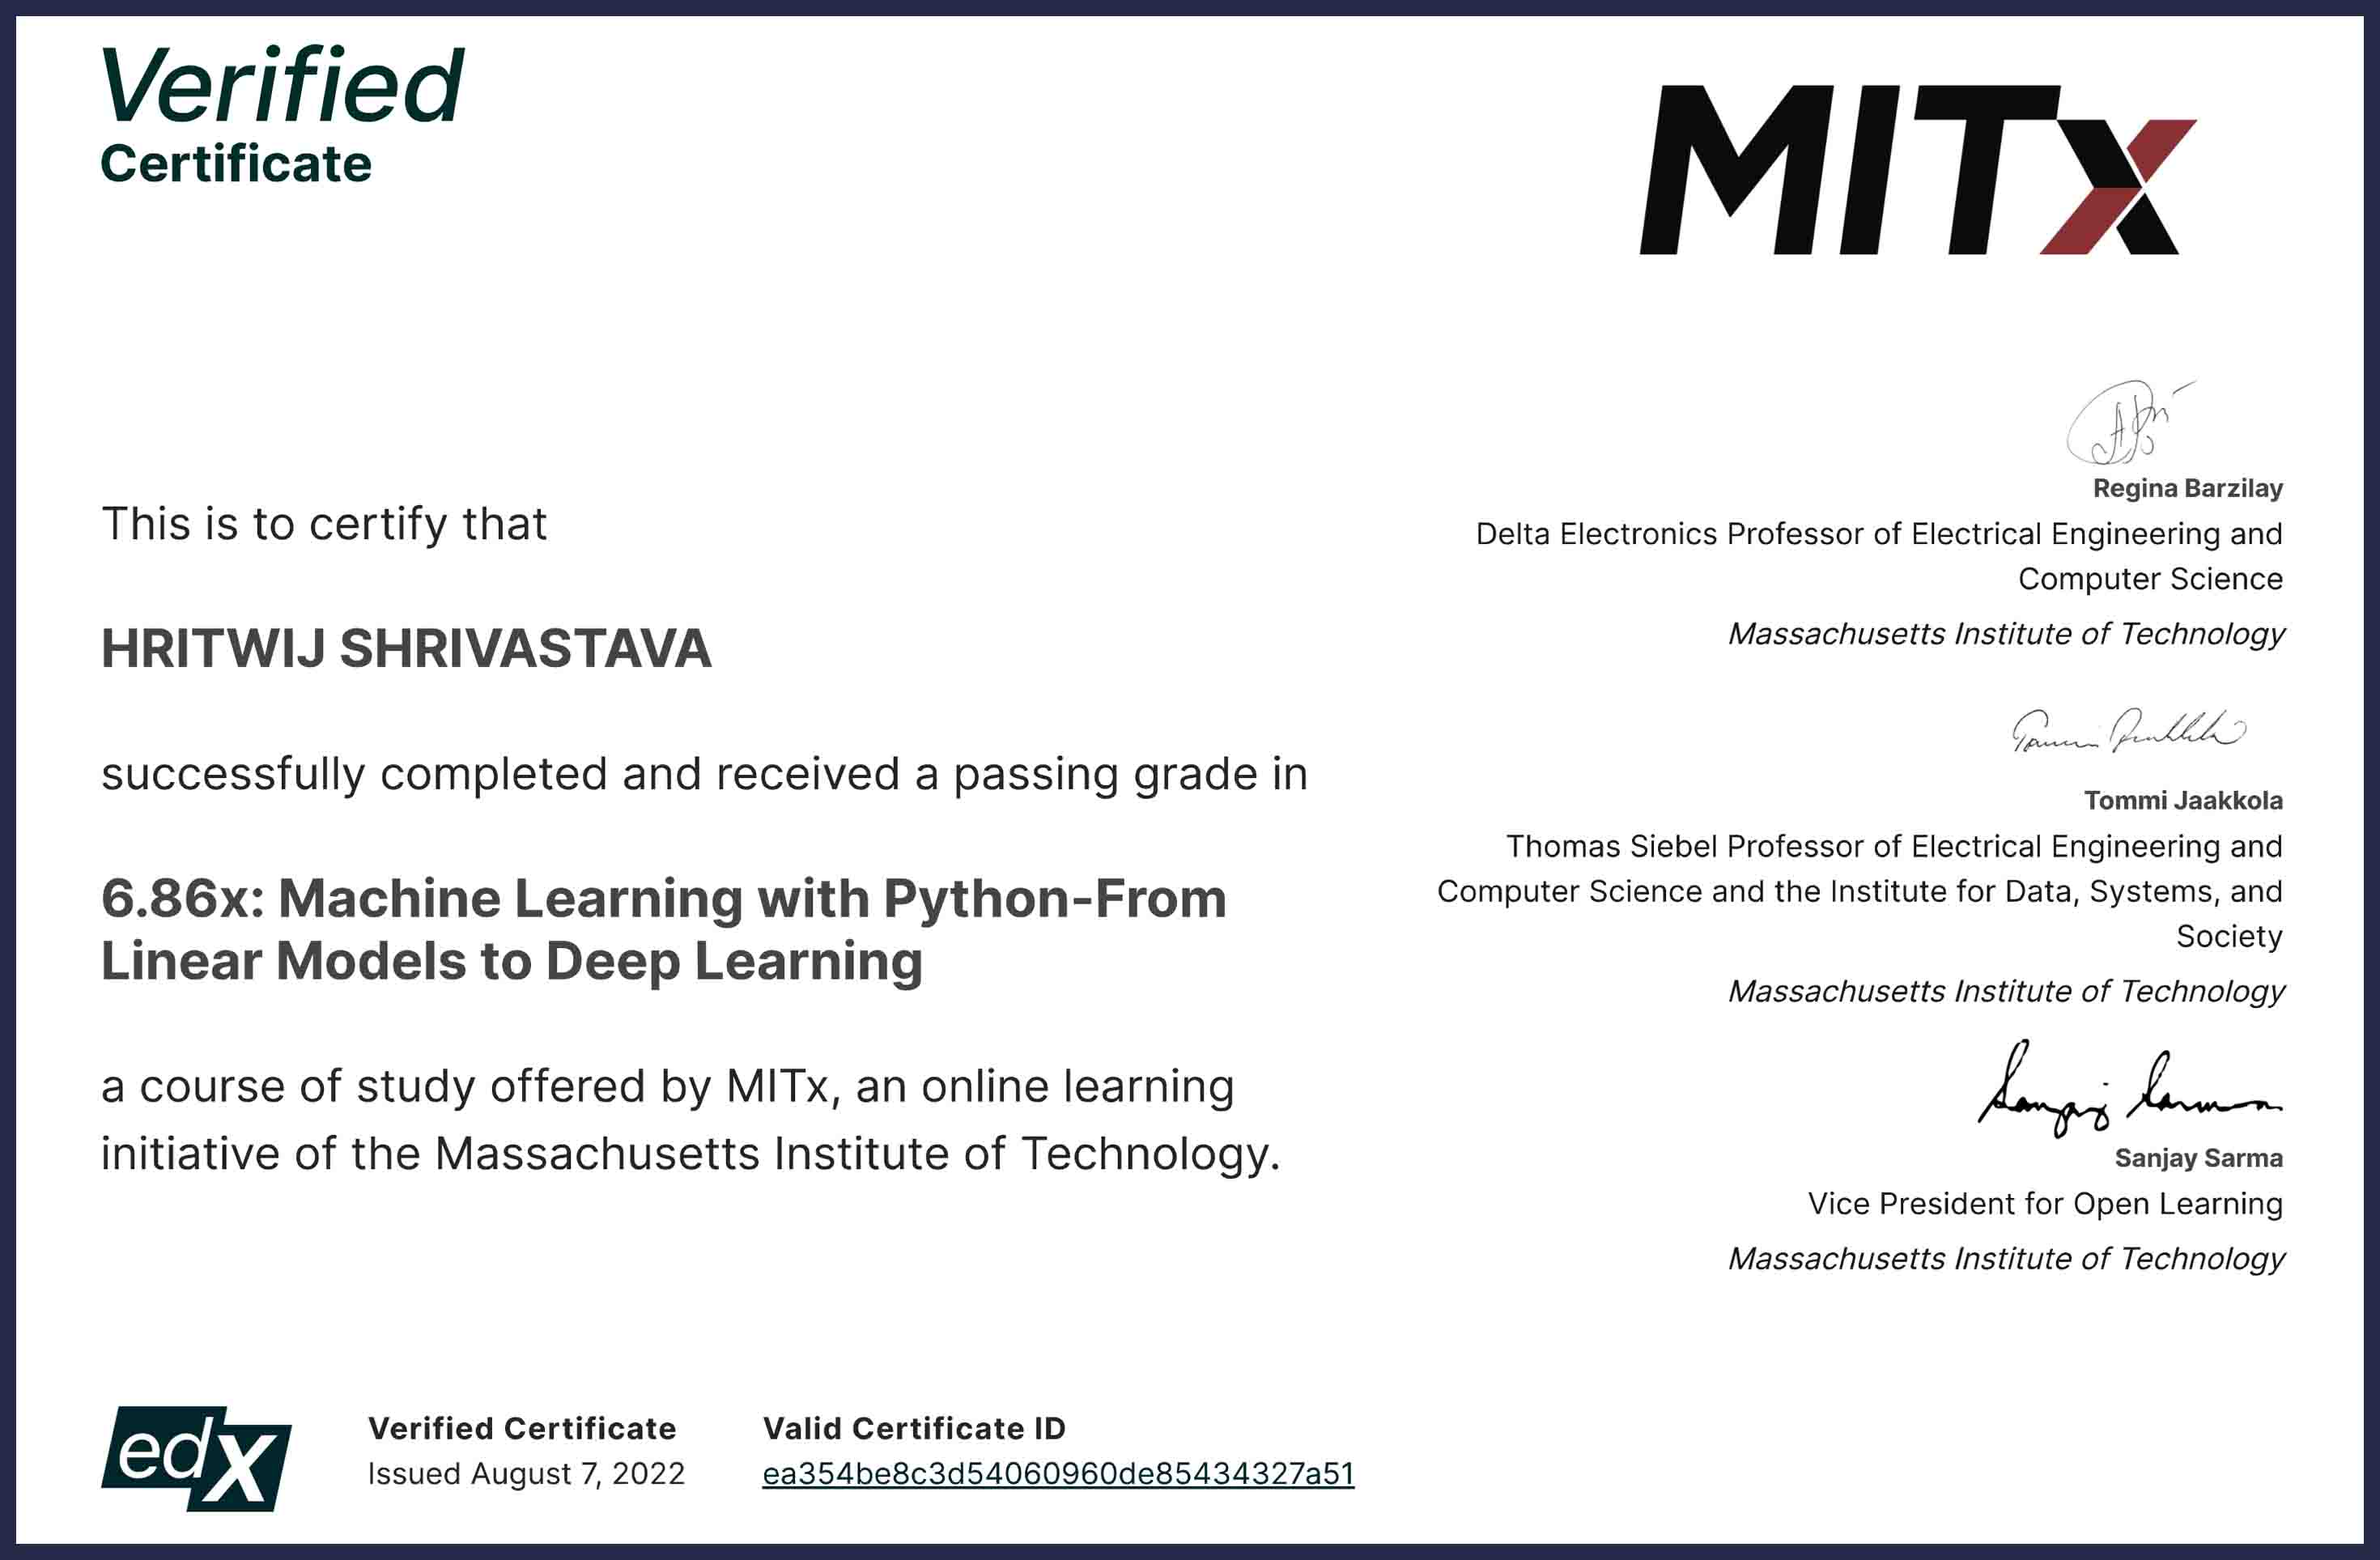 Verified
Certificate
MITx
This is to certify that
HRITWIJ SHRIVASTAVA
successfully completed and received a passing grade in
6.86x: Machine Learning with Python-From
Linear Models to Deep Learning
a course of study offered by MITx, an online learning
initiative of the Massachusetts Institute of Technology.
Regina Barzilay
Delta Electronics Professor of Electrical Engineering and
Computer Science
Massachusetts Institute of Technology
Tommi Jaakkola
Thomas Siebel Professor of Electrical Engineering and
Computer Science and the Institute for Data, Systems, and
Society
Massachusetts Institute of Technology
Sanjay Sarma
Sanjay Sarma
Vice President for Open Learning
Massachusetts Institute of Technology
edX
Verified Certificate
Issued August 7, 2022
Valid Certificate ID
ea354be8c3d54060960de85434327a51